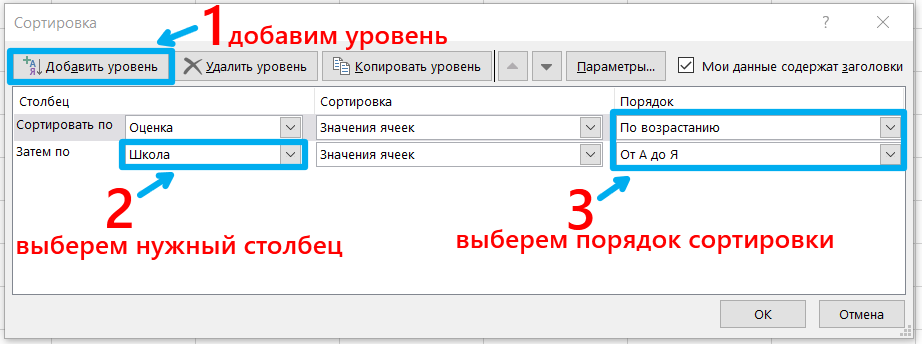 Сортировка ?
1 добавим уровень
Добавить уровень Удалить уровень Копировать уровень Параметры... Мои данные содержат заголовки
Столбец Сортировка Порядок
Сортировать по Оценка Значения ячеек По возрастанию
Затем по Школа Значения ячеек От А до Я
2 3
выберем нужный столбец выберем порядок сортировки
ОК Отмена